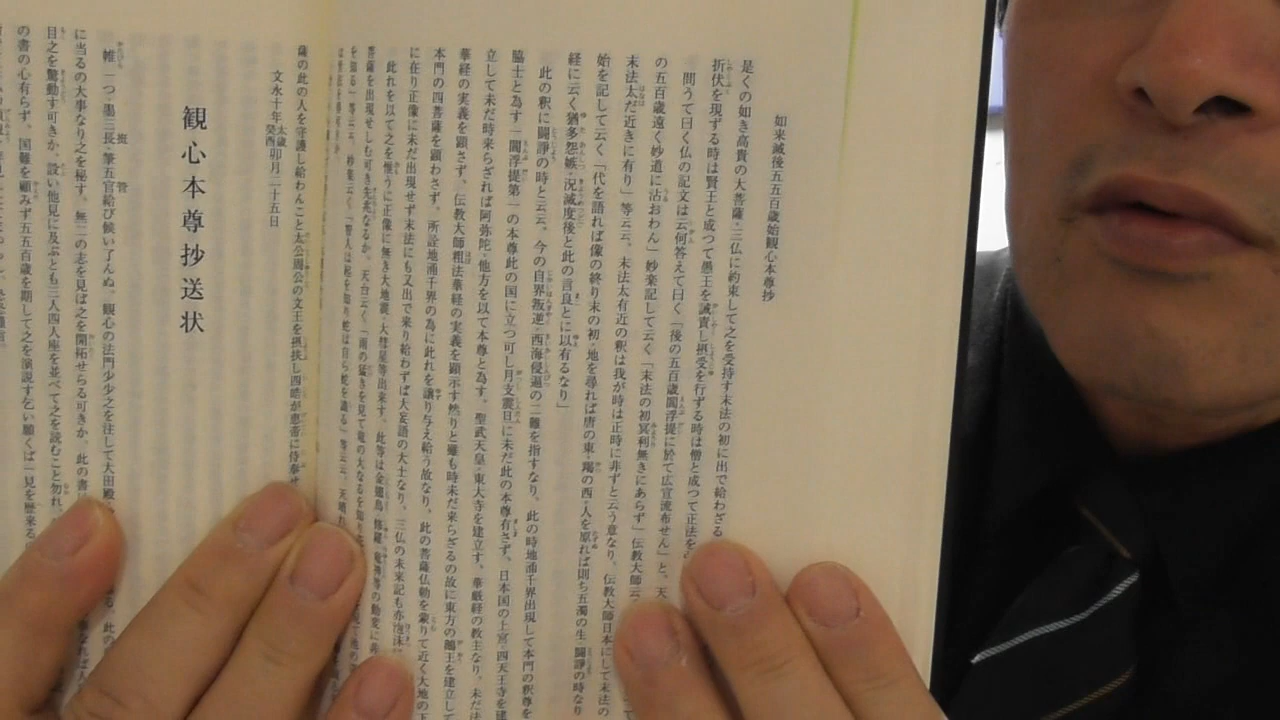 如来滅後五五百歳始観心本尊抄
是くの如き高貴の大菩薩・三仏に約束して之を受持す末法の初に出で給わざる
折伏を現ずる時は賢王と成つて愚王を誡責し摂受を行ずる時は僧と成つて正法を
問うて曰く仏の記文は云何答えて曰く「後の五百歳閻浮提に於て広宣流布せん」と、天
の五百歳遠く妙道に沾おわん」妙楽記して云く「末法の初冥利無きにあらず」伝教大師云
末法太だ近きに有り」等云云、末法太有近の釈は我が時は正時に非ずと云う意なり、伝教大師日本にして末法の
始を記して云く「代を語れば像の終り末の初・地を尋れば唐の東・羯の西・人を原れば則ち五濁の生・闘諍の時なり
経に云く猶多怨嫉・況滅度後と此の言良とに以有るなり」
此の釈に闘諍の時と云云、今の自界叛逆・西海侵逼の二難を指すなり、此の時地涌千界出現して本門の釈尊を
脇士と為す一閻浮提第一の本尊此の国に立つ可し月支震旦に未だ此の本尊有さず、日本国の上宮・四天王寺を建
立して未だ時来らざれば阿弥陀・他方を以て本尊と為す、聖武天皇・東大寺を建立す、華厳経の教主なり、未だ法
華経の実義を顕さず、伝教大師粗法華経の実義を顕示す然りと雖も時未だ来らざるの故に東方の鵝王を建立して
本門の四菩薩を顕わさず、所詮地涌千界の為に此れを譲り与え給う故なり、此の菩薩仏勅を蒙りて近く大地の下
に在り正像に未だ出現せず末法にも又出で来り給わずば大妄語の大士なり、三仏の未来記も亦泡沫
此れを以て之を惟うに正像に無き大地震・大彗星等出来す、此等は金翅鳥・修羅・竜神等の動変に非
菩薩を出現せしむ可き先兆なるか、天台云く「雨の猛きを見て竜の大なるを知り
を知る」等云云、妙楽云く「智人は起を知り蛇は自ら蛇を識る」等云云、天晴れ
薩の此の人を守護し給わんこと太公周公の文王を摂扶し四皓が恵帝に侍奉せ
文永十年太歳癸酉卯月二十五日
観心本尊抄送状
帷一つ・墨三長・筆五官給び候い了んぬ、観心の法門少少之を注して大田殿
に当るの大事なり之を秘す、無二の志を見ば之を開拓せらる可きか、此の書
目之を驚動す可きか、設い他見に及ぶとも三人四人座を並べて之を読むこと勿れ、
の書の心有らず、国難を顧みず五五百歳を期して之を演説す乞い願くば一見を歴来る